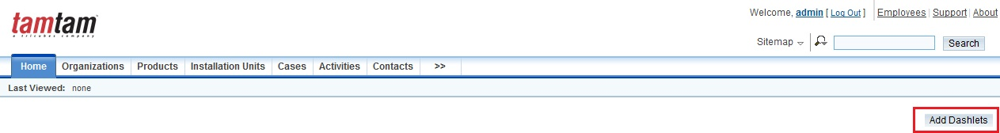 Welcome, admin [ Log Out ] Employees | Support | About
tamtam
a tricubes company
Sitemap Search
Home Organizations Products Installation Units Cases Activities Contacts >>
Last Viewed: none
Add Dashlets